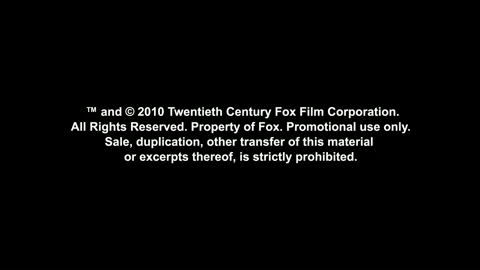 ™ and © 2010 Twentieth Century Fox Film Corporation.
All Rights Reserved. Property of Fox. Promotional use only.
Sale, duplication, other transfer of this material
or excerpts thereof, is strictly prohibited.